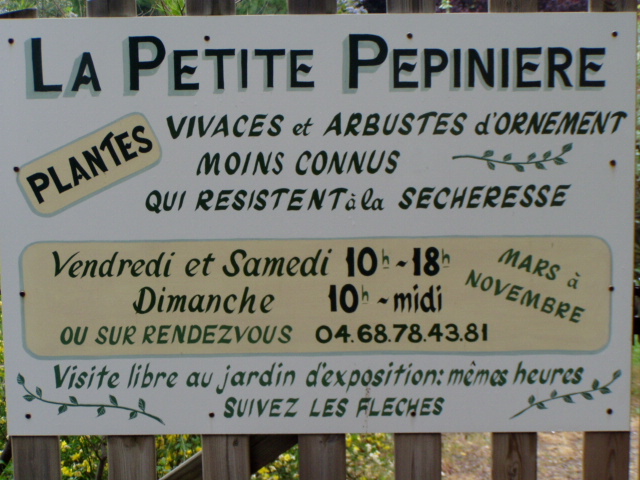 LA PETITE PEPINIERE
PLANTES
VIVACES et ARBUSTES d'ORNEMENT
MOINS CONNUS
QUI RESISTENT à la SECHERESSE
Vendredi et Samedi 10h - 18h
Dimanche 10h - midi
MARS à
NOVEMBRE
OU SUR RENDEZVOUS 04.68.78.43.81
Visite libre au jardin d'exposition: mêmes heures
SUIVEZ LES FLECHES